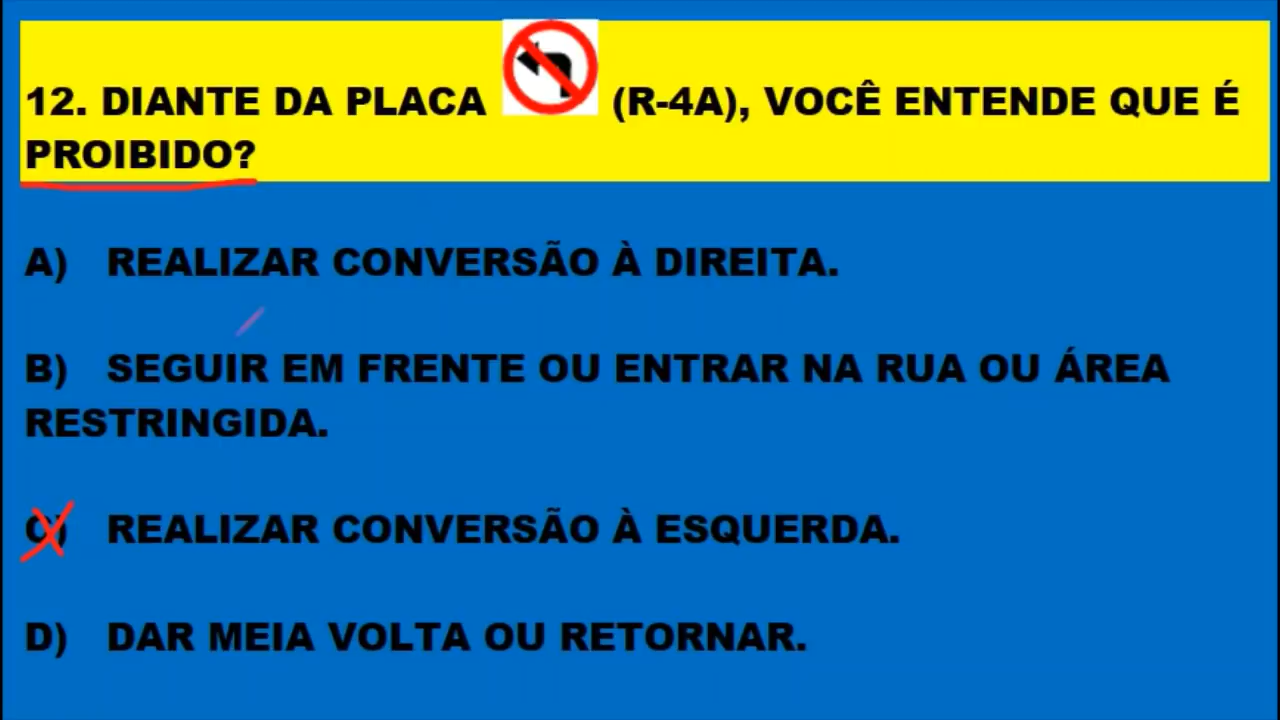 12. DIANTE DA PLACA (R-4A), VOCÊ ENTENDE QUE É
PROIBIDO?
A) REALIZAR CONVERSÃO À DIREITA.
B) SEGUIR EM FRENTE OU ENTRAR NA RUA OU ÁREA
RESTRINGIDA.
C) REALIZAR CONVERSÃO À ESQUERDA.
D) DAR MEIA VOLTA OU RETORNAR.